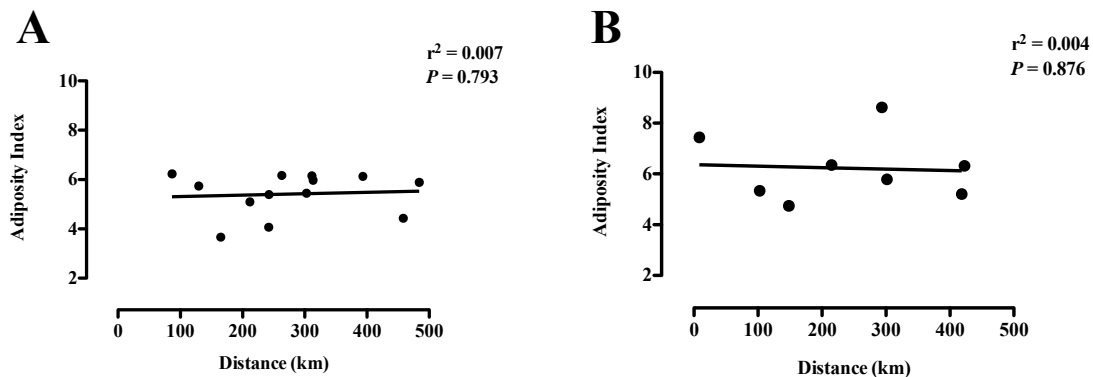 A
r² = 0.007
P = 0.793
10
8
6
4
2
Adiposity Index
0 100 200 300 400 500
Distance (km)
B
r² = 0.004
P = 0.876
10
8
6
4
2
Adiposity Index
0 100 200 300 400 500
Distance (km)